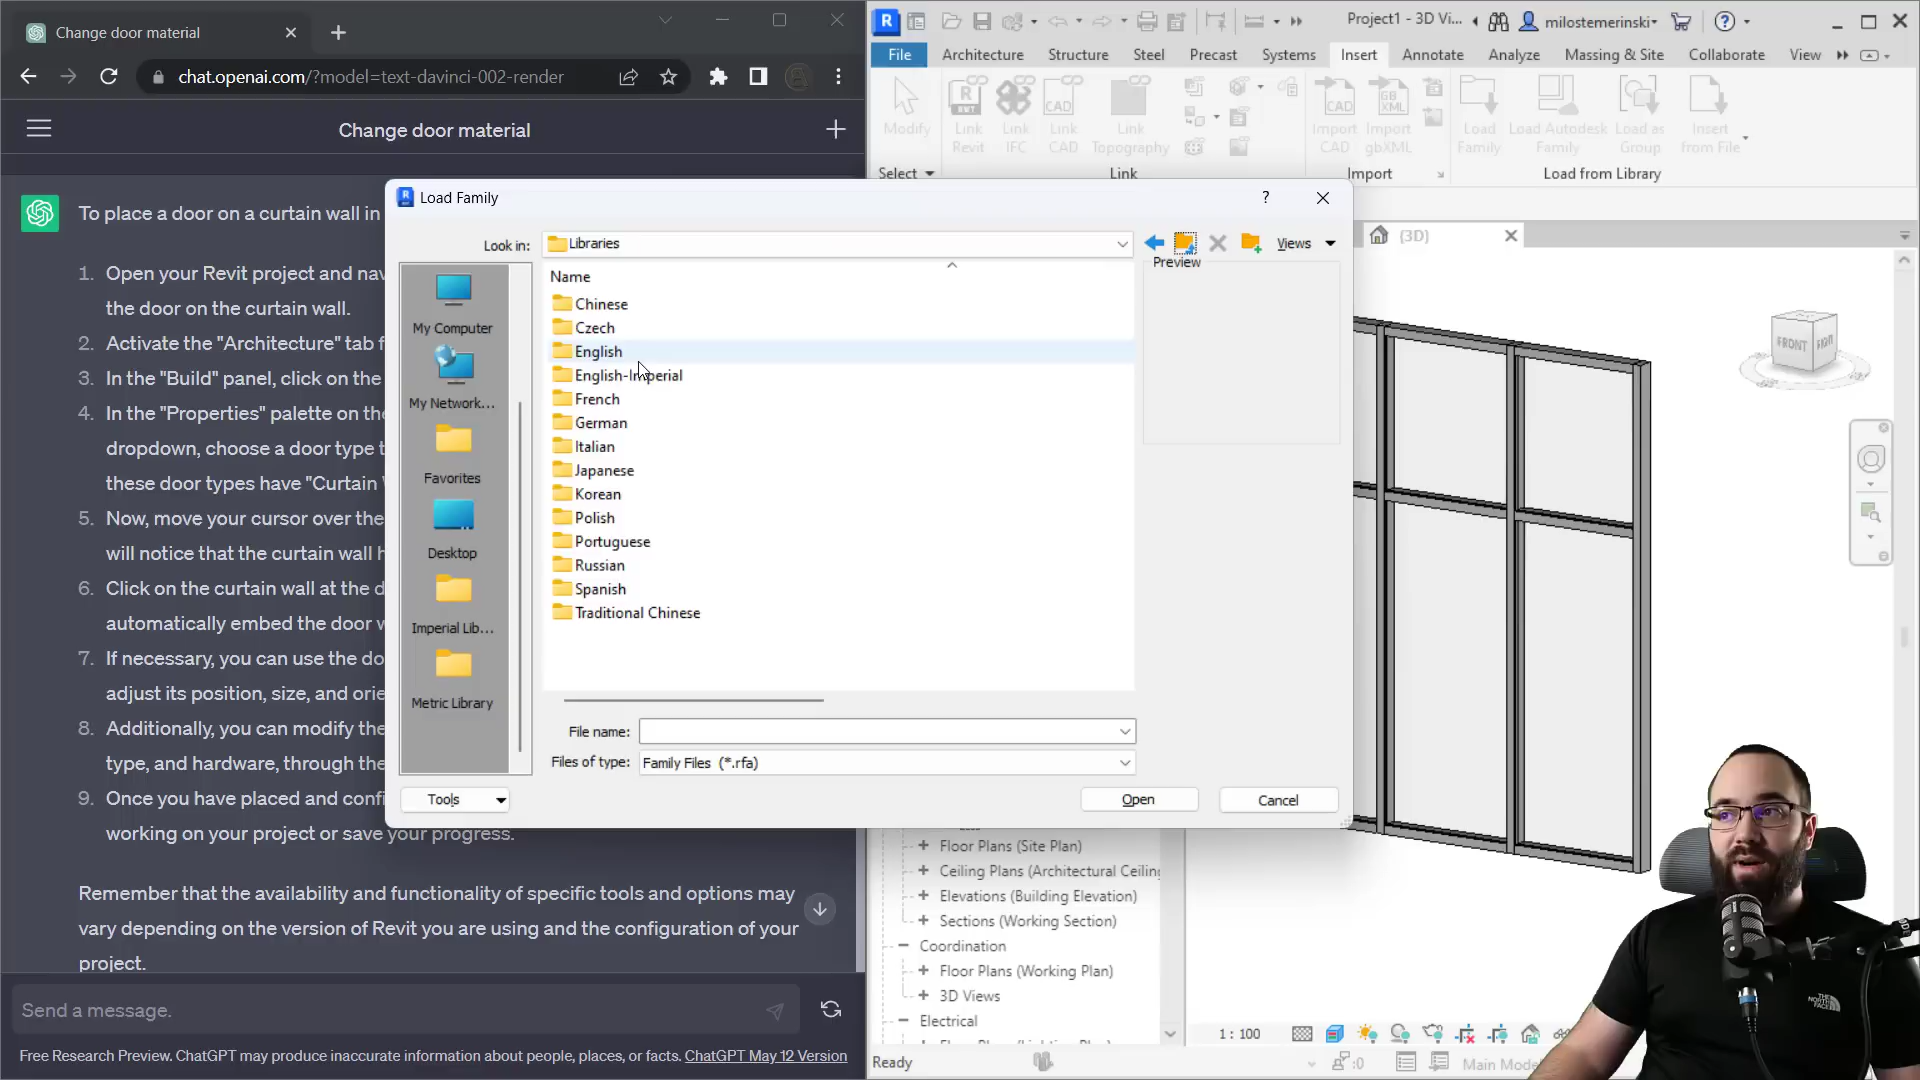 Change door material
chat.openai.com/?model=text-davinci-002-render
Change door material
To place a door on a curtain wall in
1. Open your Revit project and nav
the door on the curtain wall.
2. Activate the "Architecture" tab f
3. In the "Build" panel, click on the
4. In the "Properties" palette on the
dropdown, choose a door type t
these door types have "Curtain W
5. Now, move your cursor over the
will notice that the curtain wall h
6. Click on the curtain wall at the d
automatically embed the door w
7. If necessary, you can use the do
adjust its position, size, and orie
8. Additionally, you can modify the
type, and hardware, through the
9. Once you have placed and confi
working on your project or save your progress.
Remember that the availability and functionality of specific tools and options may
vary depending on the version of Revit you are using and the configuration of your
project.
Send a message.
Free Research Preview. ChatGPT may produce inaccurate information about people, places, or facts. ChatGPT May 12 Version
R
Project1 - 3D Vi...
milostemerinski
File Architecture Structure Steel Precast Systems Insert Annotate Analyze Massing & Site Collaborate View
Modify
Link Revit
Link IFC
Link CAD
Link Topography
Import CAD
Import gbXML
Load Family
Load Autodesk Family
Load as Group
Insert from File
Select
Link
Import
Load from Library
{3D}
Load Family
?
Look in: Libraries
Views
Preview
My Computer
My Network...
Favorites
Desktop
Imperial Lib...
Metric Library
Name
Chinese
Czech
English
English-Imperial
French
German
Italian
Japanese
Korean
Polish
Portuguese
Russian
Spanish
Traditional Chinese
File name:
Files of type: Family Files (*.rfa)
Tools
Open
Cancel
FRONT
RIGHT
Floor Plans (Site Plan)
Ceiling Plans (Architectural Ceiling
Elevations (Building Elevation)
Sections (Working Section)
Coordination
Floor Plans (Working Plan)
3D Views
Electrical
1 : 100
Ready
:0
Main Mode
THE NORTH FACE